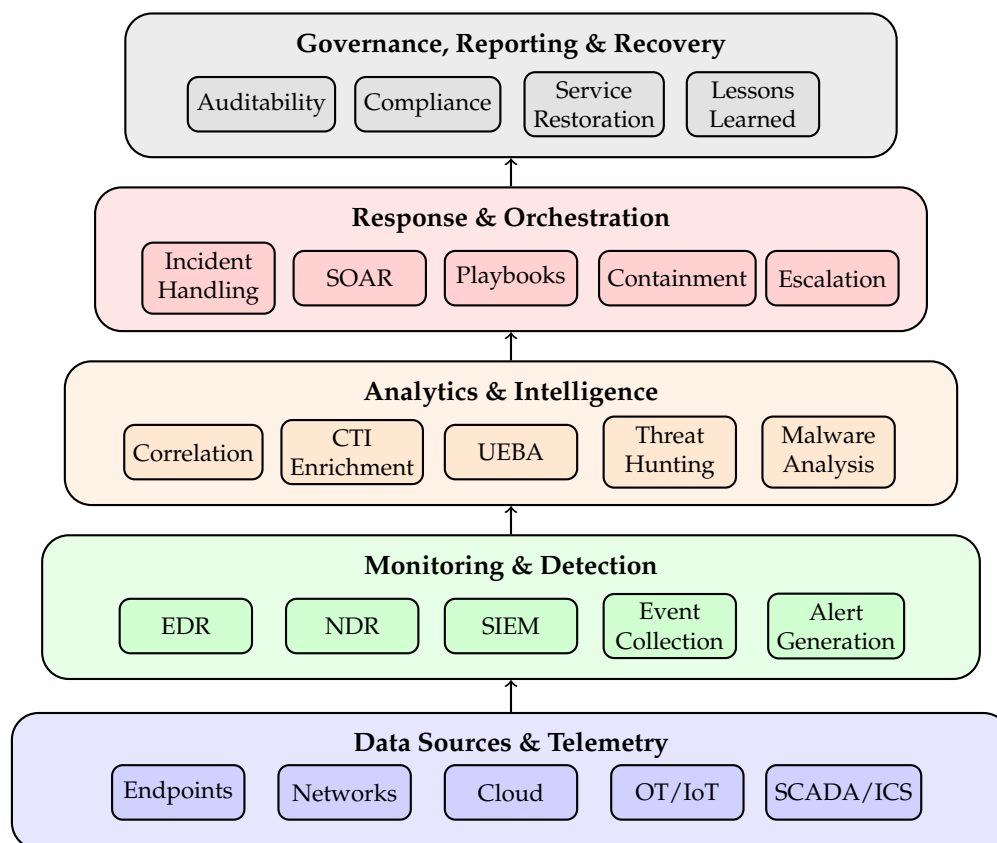 Governance, Reporting & Recovery
Auditability
Compliance
Service
Restoration
Lessons
Learned
Response & Orchestration
Incident
Handling
SOAR
Playbooks
Containment
Escalation
Analytics & Intelligence
Correlation
CTI
Enrichment
UEBA
Threat
Hunting
Malware
Analysis
Monitoring & Detection
EDR
NDR
SIEM
Event
Collection
Alert
Generation
Data Sources & Telemetry
Endpoints
Networks
Cloud
OT/IoT
SCADA/ICS